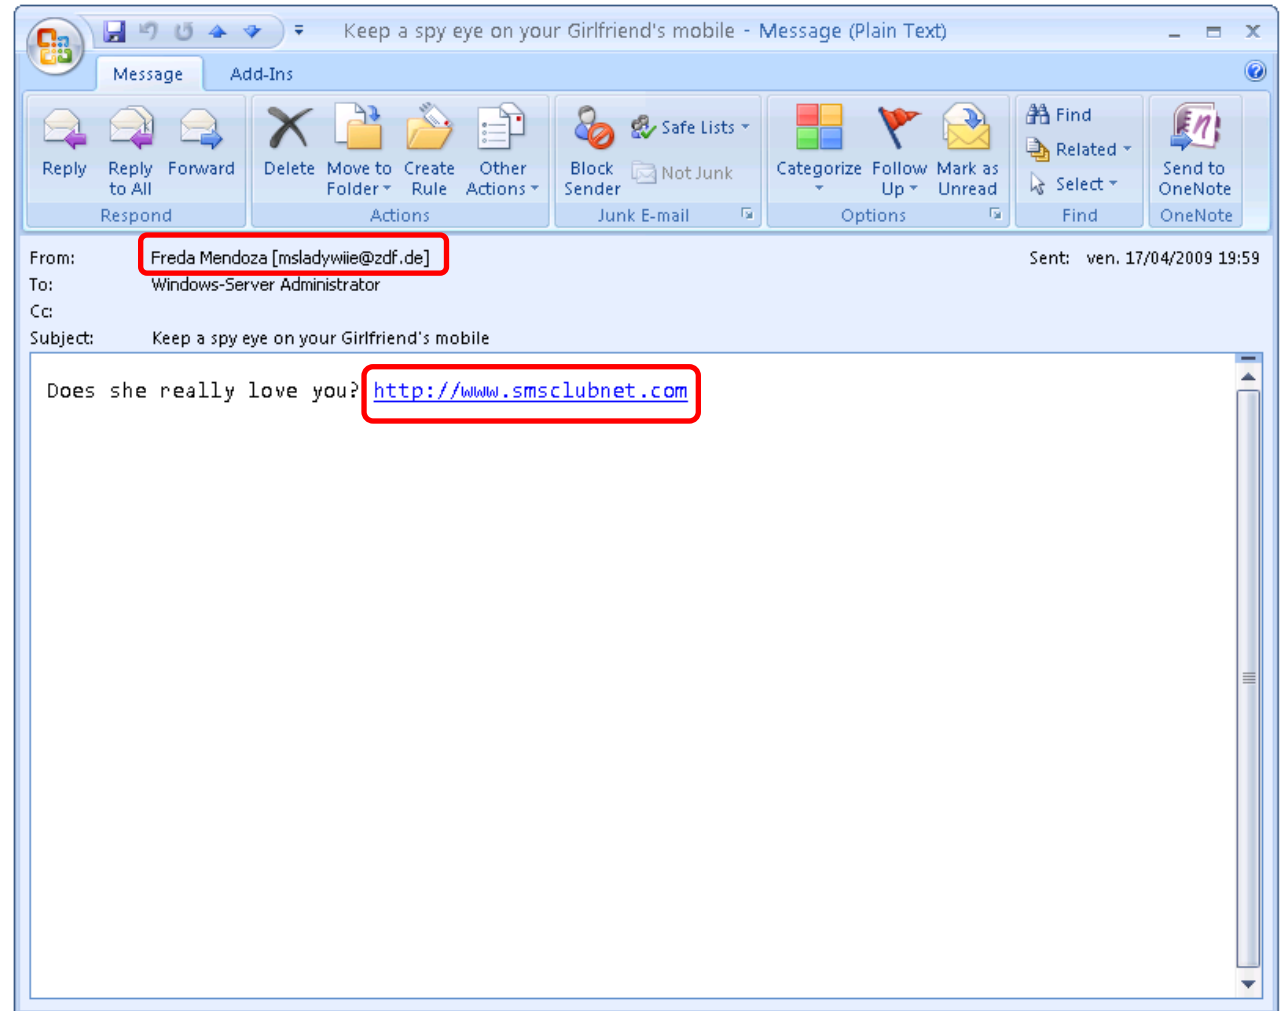 Keep a spy eye on your Girlfriend's mobile - Message (Plain Text)
Message Add-Ins
Reply Reply to All Forward
Respond
Delete Move to Folder Create Rule Other Actions
Actions
Block Sender Safe Lists Not Junk
Junk E-mail
Categorize Follow Up Mark as Unread
Options
Find Related Select
Find
Send to OneNote
OneNote
From: Freda Mendoza [msladywiie@zdf.de] Sent: ven. 17/04/2009 19:59
To: Windows-Server Administrator
Cc:
Subject: Keep a spy eye on your Girlfriend's mobile
Does she really love you? http://www.smsclubnet.com